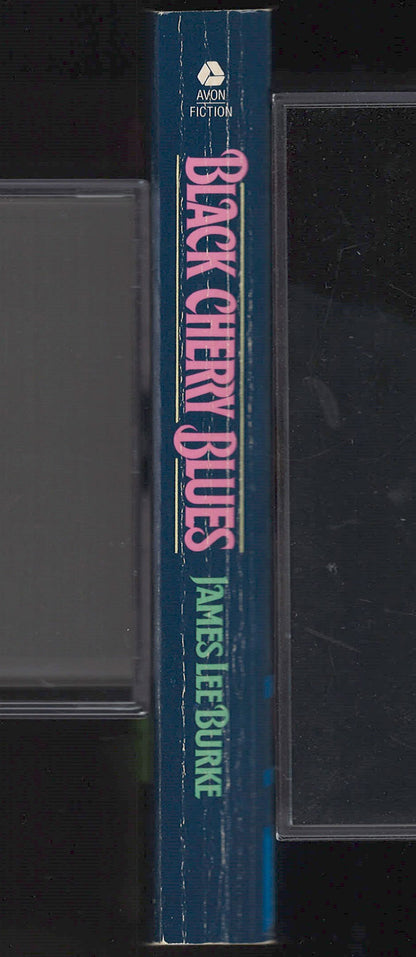 AVON
FICTION
BLACK CHERRY BLUES
JAMES LEE BURKE